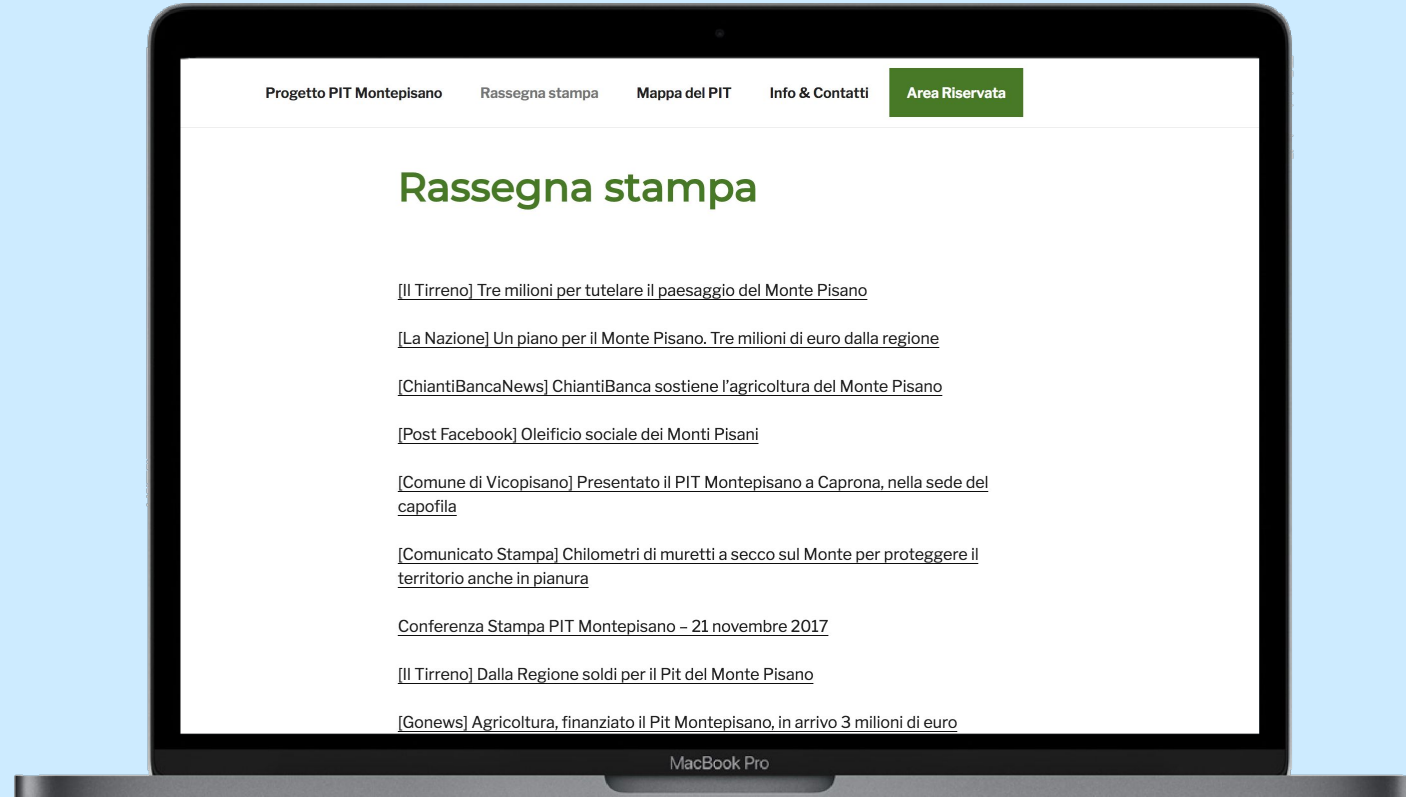 Progetto PIT Montepisano Rassegna stampa Mappa del PIT Info & Contatti Area Riservata
Rassegna stampa
[Il Tirreno] Tre milioni per tutelare il paesaggio del Monte Pisano
[La Nazione] Un piano per il Monte Pisano. Tre milioni di euro dalla regione
[ChiantiBancaNews] ChiantiBanca sostiene l’agricoltura del Monte Pisano
[Post Facebook] Oleificio sociale dei Monti Pisani
[Comune di Vicopisano] Presentato il PIT Montepisano a Caprona, nella sede del
capofila
[Comunicato Stampa] Chilometri di muretti a secco sul Monte per proteggere il
territorio anche in pianura
Conferenza Stampa PIT Montepisano – 21 novembre 2017
[Il Tirreno] Dalla Regione soldi per il Pit del Monte Pisano
[Gonews] Agricoltura, finanziato il Pit Montepisano, in arrivo 3 milioni di euro
MacBook Pro